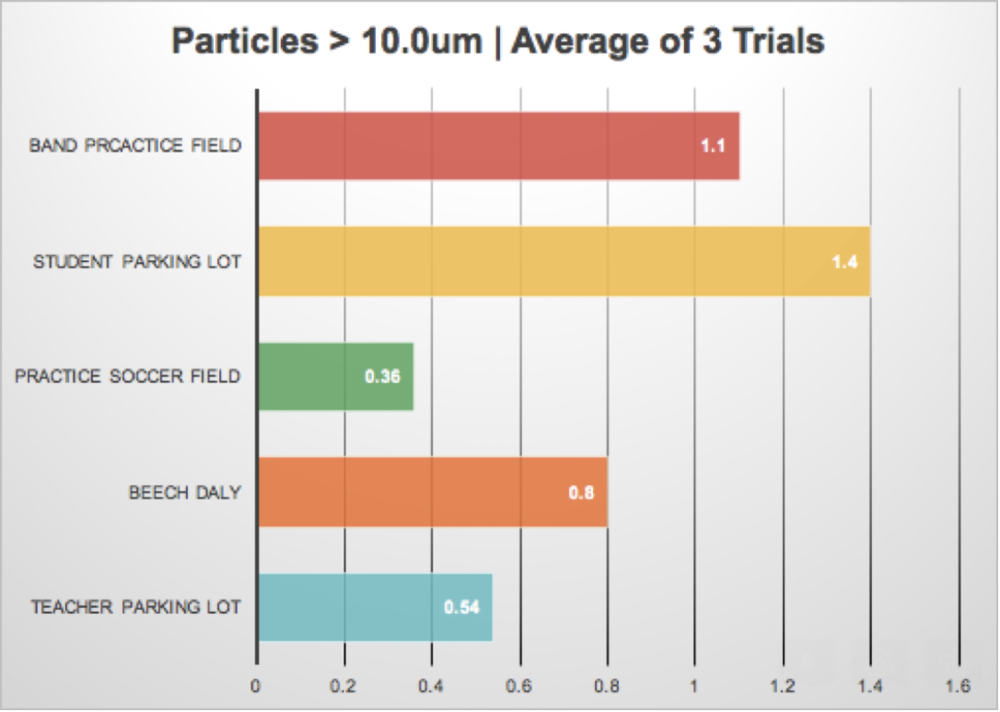 Particles > 10.0um | Average of 3 Trials
BAND PRCACTICE FIELD
1.1
STUDENT PARKING LOT
1.4
PRACTICE SOCCER FIELD
0.36
BEECH DALY
0.8
TEACHER PARKING LOT
0.54
0 0.2 0.4 0.6 0.8 1 1.2 1.4 1.6